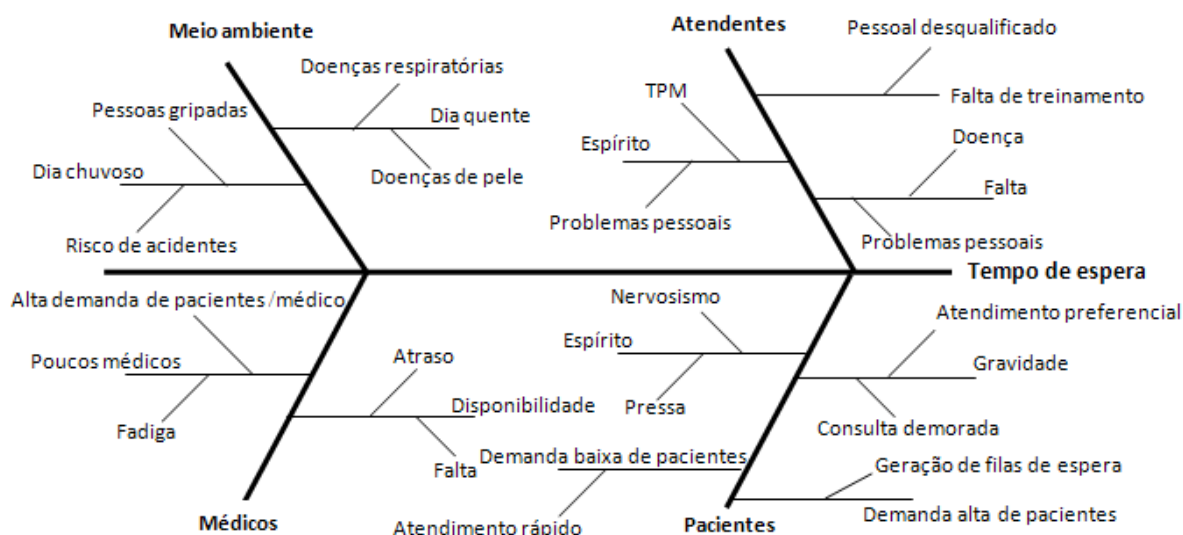 Meio ambiente
Doenças respiratórias
Pessoas gripadas
Dia quente
Dia chuvoso
Doenças de pele
Risco de acidentes
Atendentes
Pessoal desqualificado
TPM
Falta de treinamento
Espírito
Doença
Falta
Problemas pessoais
Problemas pessoais
Tempo de espera
Alta demanda de pacientes/médico
Poucos médicos
Atraso
Disponibilidade
Fadiga
Falta
Médicos
Nervosismo
Atendimento preferencial
Espírito
Gravidade
Pressa
Consulta demorada
Demanda baixa de pacientes
Geração de filas de espera
Atendimento rápido
Pacientes
Demanda alta de pacientes